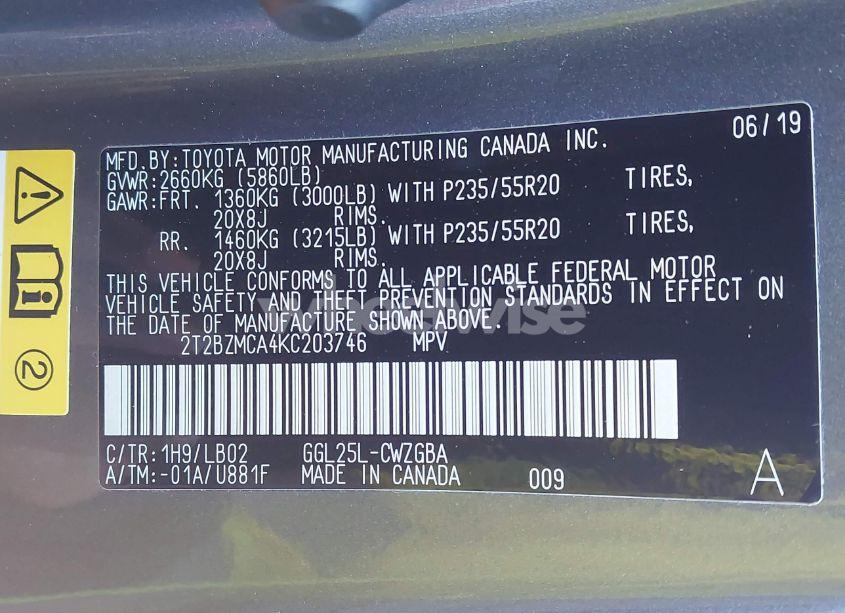 06/19
MFD.BY:TOYOTA MOTOR MANUFACTURING CANADA INC.
GVWR:2660KG (5860LB)
GAWR:FRT. 1360KG (3000LB) WITH P235/55R20 TIRES,
20X8J RIMS.
RR. 1460KG (3215LB) WITH P235/55R20 TIRES,
20X8J RIMS.
THIS VEHICLE CONFORMS TO ALL APPLICABLE FEDERAL MOTOR
VEHICLE SAFETY AND THEFT PREVENTION STANDARDS IN EFFECT ON
THE DATE OF MANUFACTURE SHOWN ABOVE.
2T2BZMCA4KC203746 MPV
C/TR:1H9/LB02 GGL25L-CWZGBA
A/TM:-01A/U881F MADE IN CANADA 009 A
2